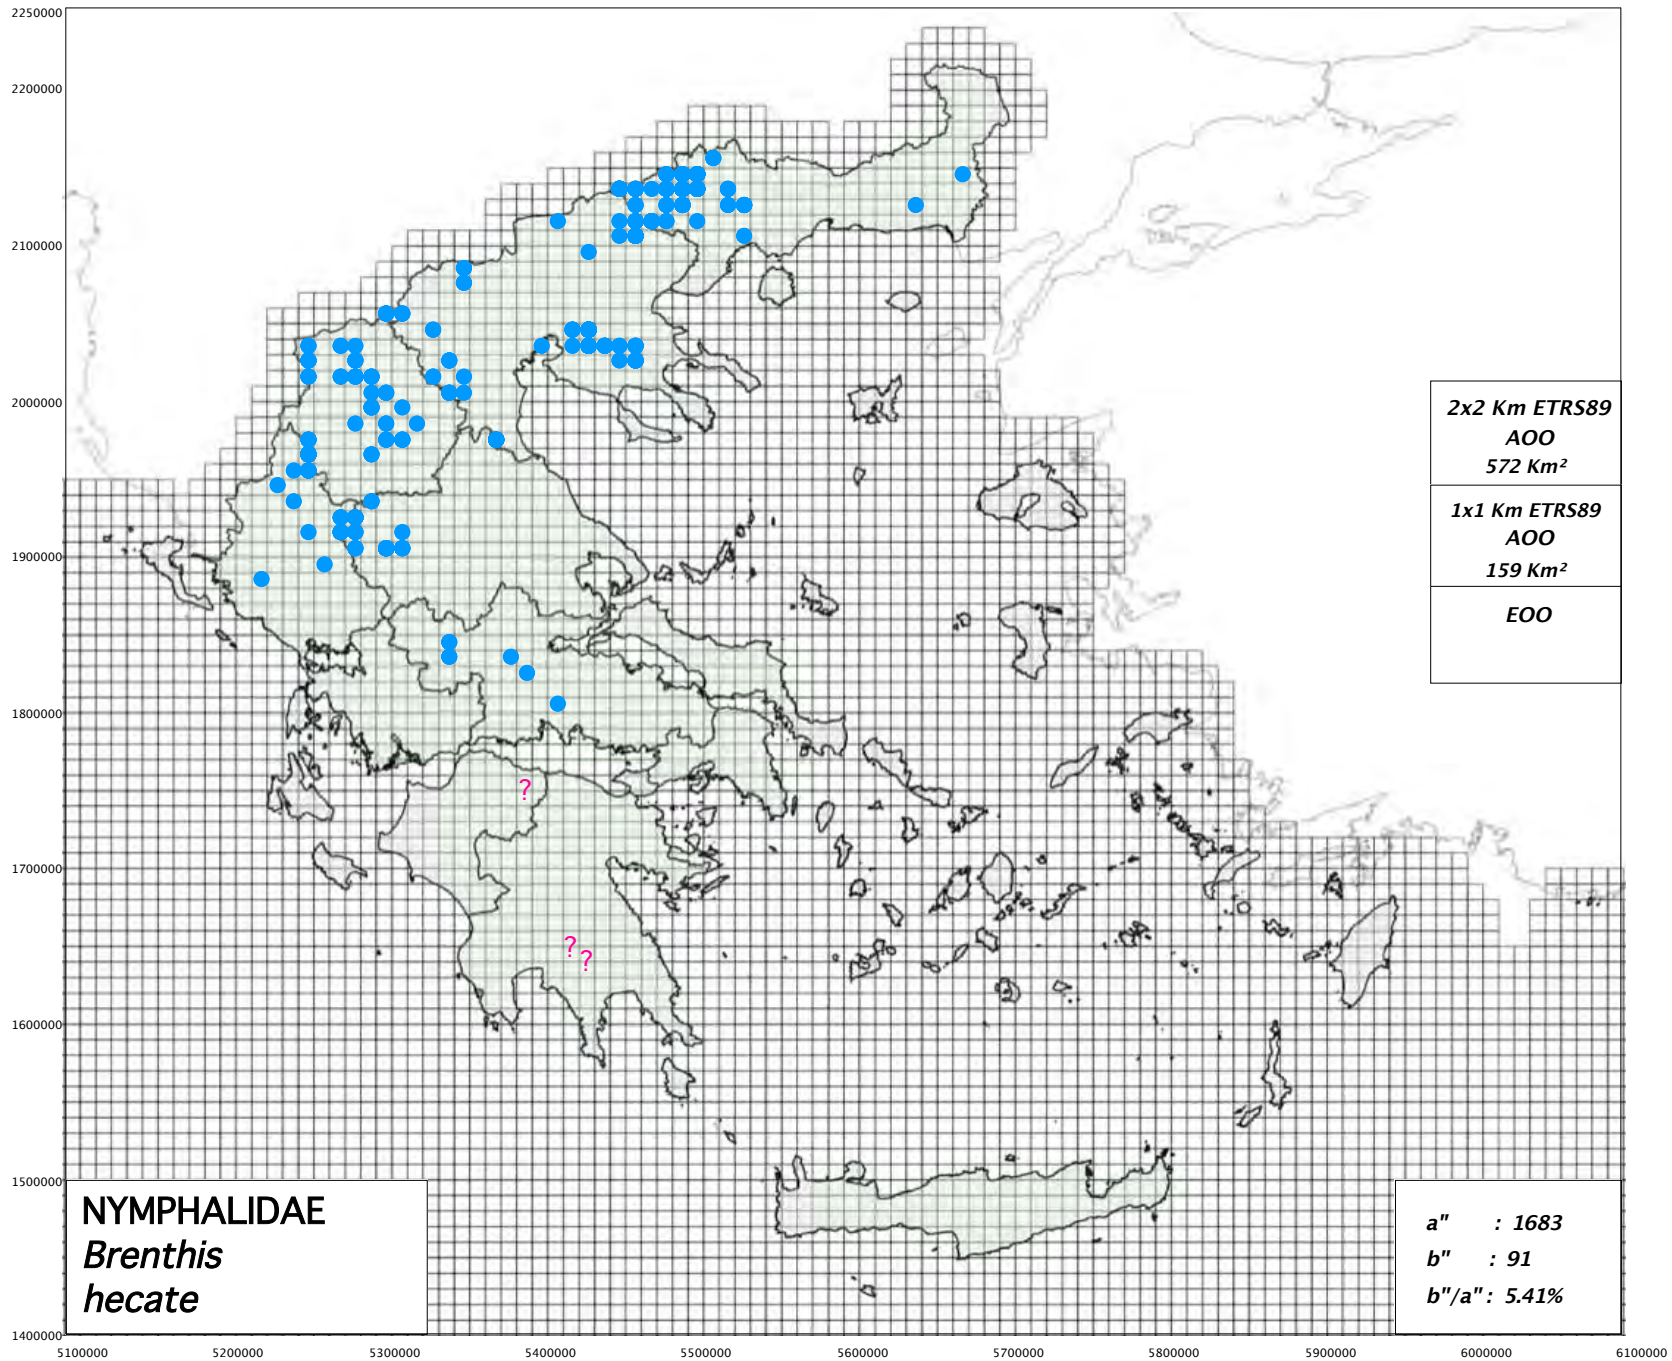 2250000
2200000
2100000
2000000
1900000
1800000
1700000
1600000
1500000
1400000
2x2 Km ETRS89
AOO
572 Km²
1x1 Km ETRS89
AOO
159 Km²
EOO
?
?
?
NYMPHALIDAE
Brenthis
hecate
a" : 1683
b" : 91
b"/a" : 5.41%
5100000 5200000 5300000 5400000 5500000 5600000 5700000 5800000 5900000 6000000 6100000